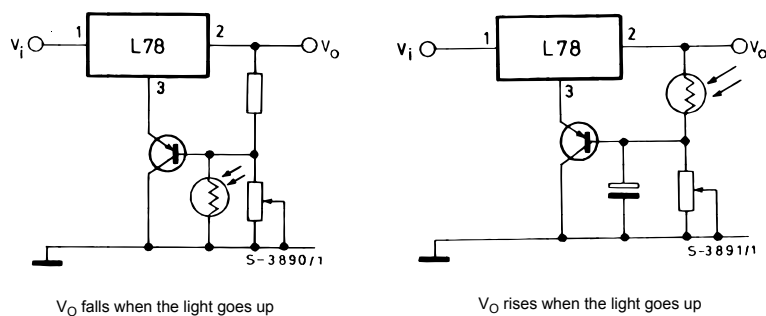 Vi
1
L78
2
Vo
3
S-3890/1
VO falls when the light goes up
Vi
1
L78
2
Vo
3
S-3891/1
VO rises when the light goes up